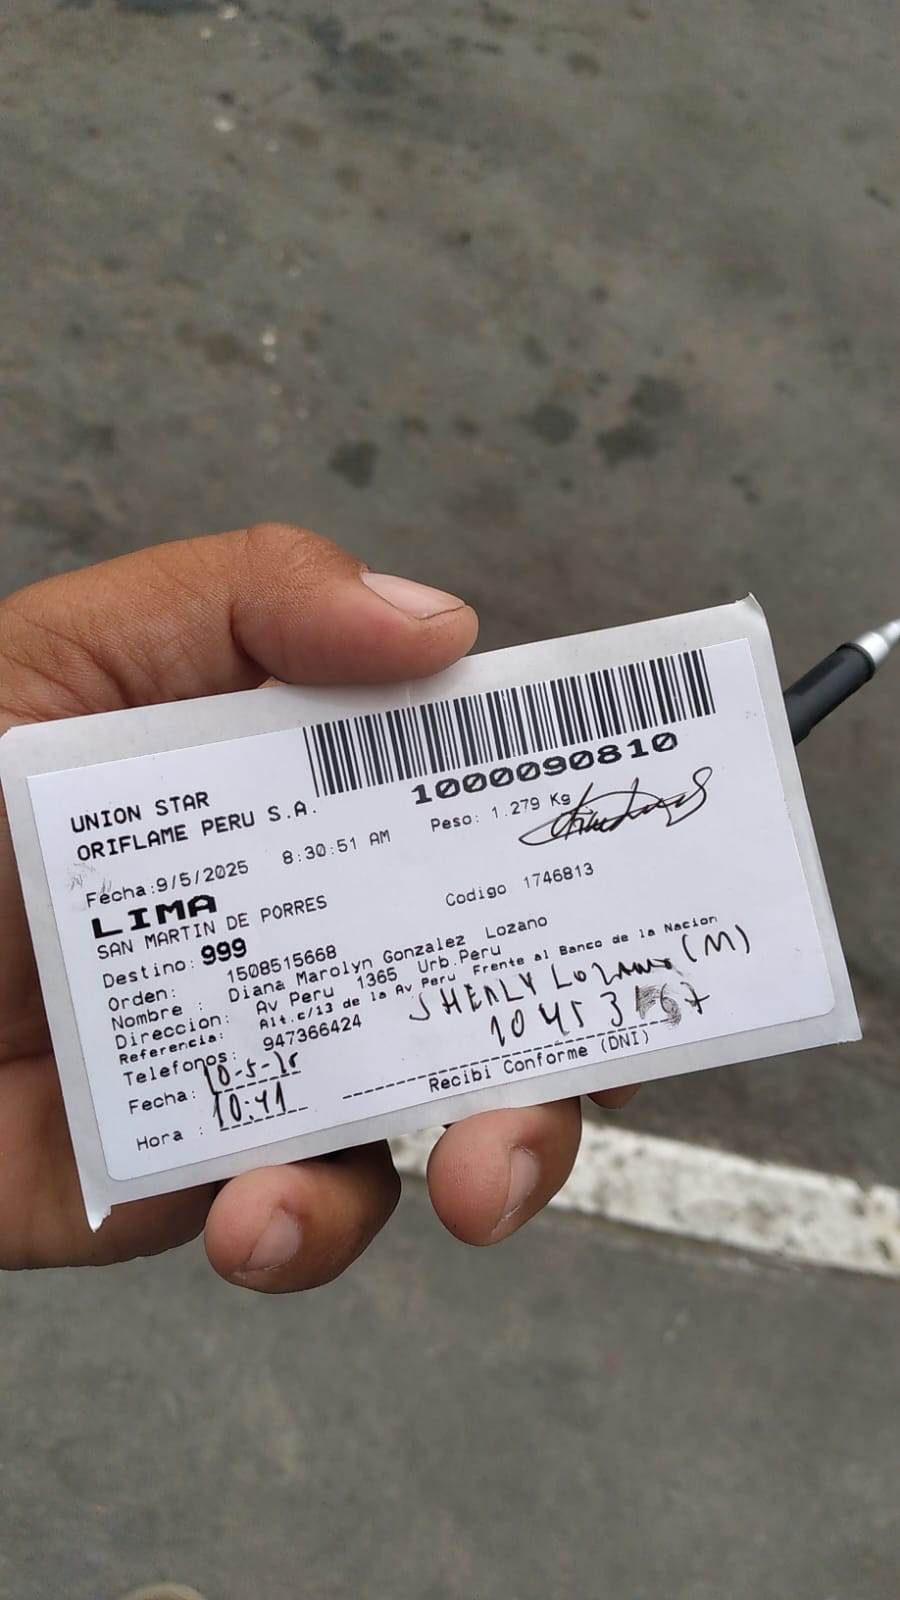 1000090810
UNION STAR
ORIFLAME PERU S.A.
Peso: 1.279 Kg
Fecha:9/5/2025 8:30:51 AM
LIMA
Codigo 1746813
SAN MARTIN DE PORRES
Destino: 999
Orden: 1508515668
Nombre : Diana Marolyn Gonzalez Lozano
Direccion: Av Peru 1365 Urb.Peru
Referencia: Alt.c/13 de la Av Peru Frente al Banco de la Nacion
Telefonos: 947366424
LOZANO (M)
Fecha: 10-5-25
Hora : 10:41
Recibi Conforme (DNI)